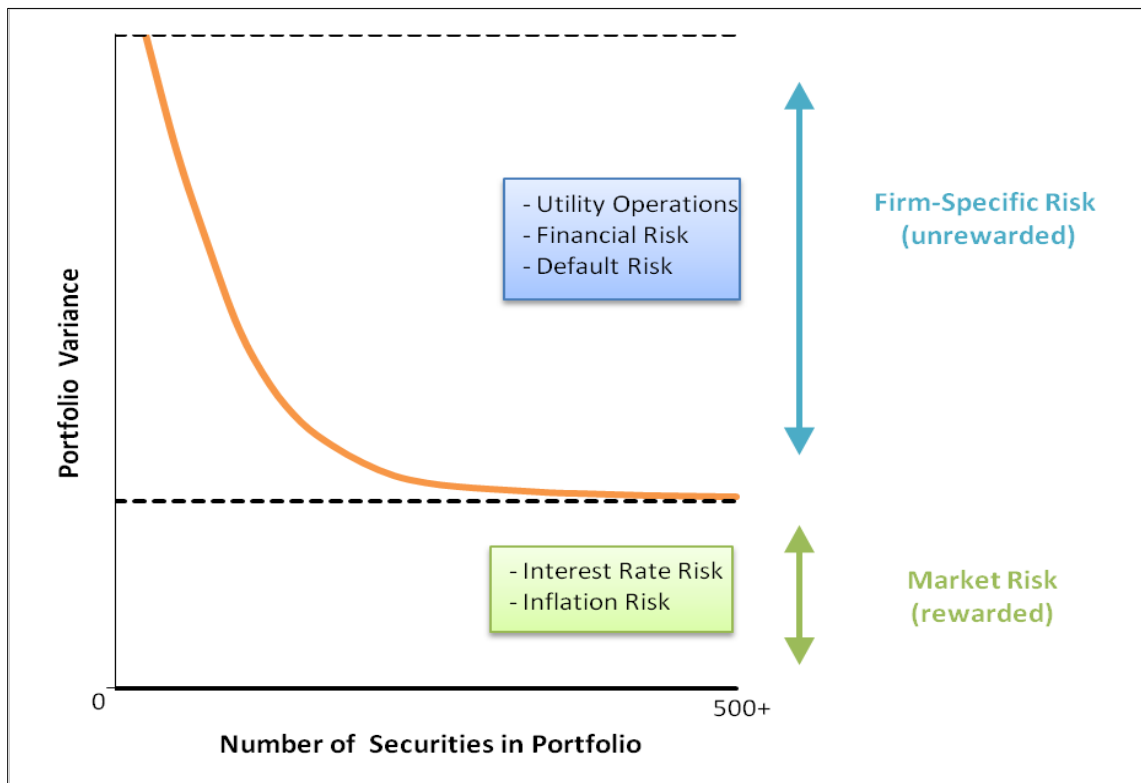 - Utility Operations
- Financial Risk
- Default Risk
Firm-Specific Risk
(unrewarded)
Portfolio Variance
- Interest Rate Risk
- Inflation Risk
Market Risk
(rewarded)
0
500+
Number of Securities in Portfolio